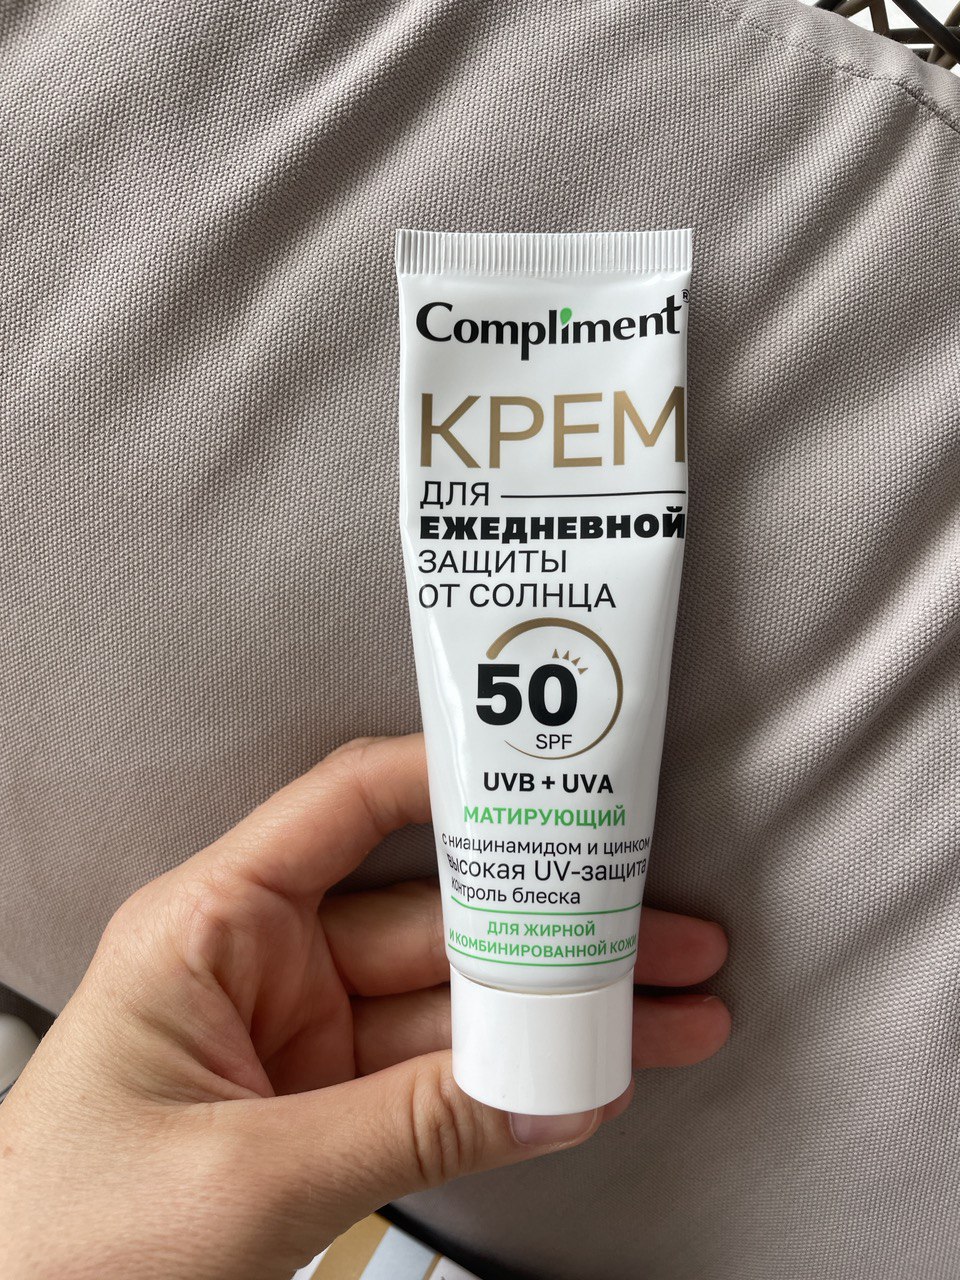 Compliment®
КРЕМ
ДЛЯ
ЕЖЕДНЕВНОЙ
ЗАЩИТЫ
ОТ СОЛНЦА
50
SPF
UVB + UVA
МАТИРУЮЩИЙ
с ниацинамидом и цинком
высокая UV-защита
контроль блеска
ДЛЯ ЖИРНОЙ
И КОМБИНИРОВАННОЙ КОЖИ